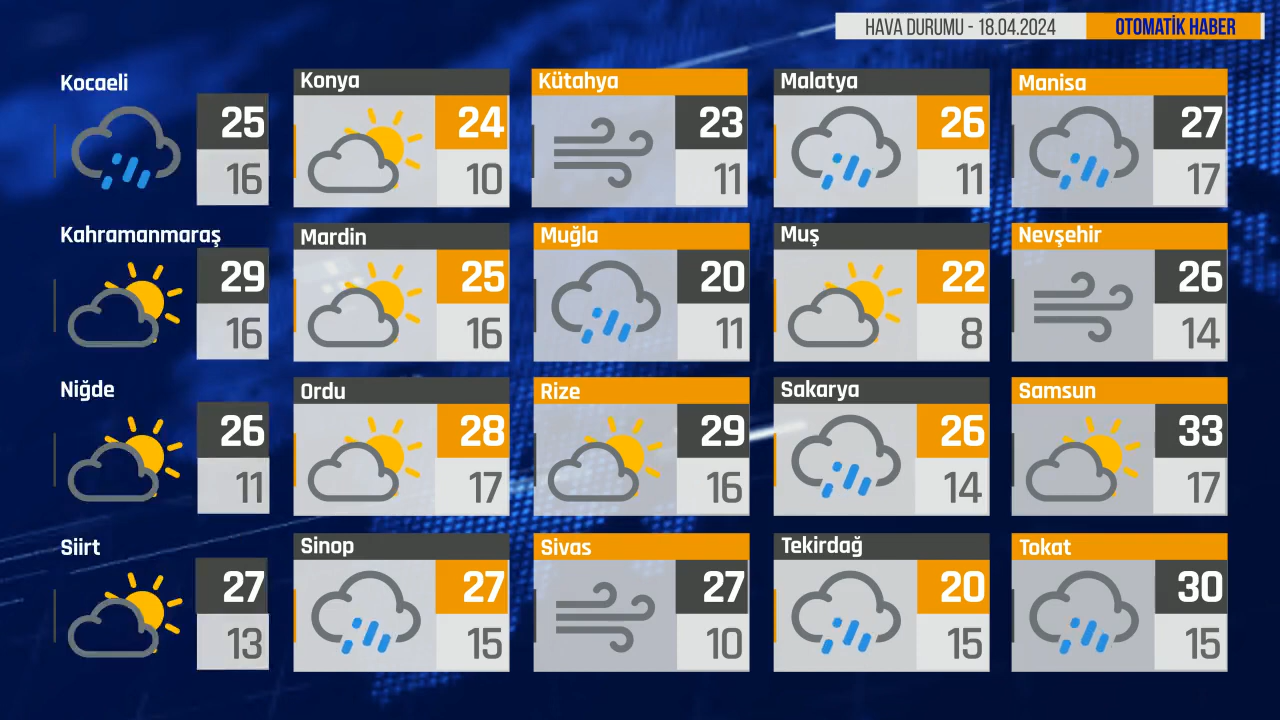 HAVA DURUMU - 18.04.2024 OTOMATİK HABER
Kocaeli
25
16
Konya
24
10
Kütahya
23
11
Malatya
26
11
Manisa
27
17
Kahramanmaraş
29
16
Mardin
25
16
Muğla
20
11
Muş
22
8
Nevşehir
26
14
Niğde
26
11
Ordu
28
17
Rize
29
16
Sakarya
26
14
Samsun
33
17
Siirt
27
13
Sinop
27
15
Sivas
27
10
Tekirdağ
20
15
Tokat
30
15